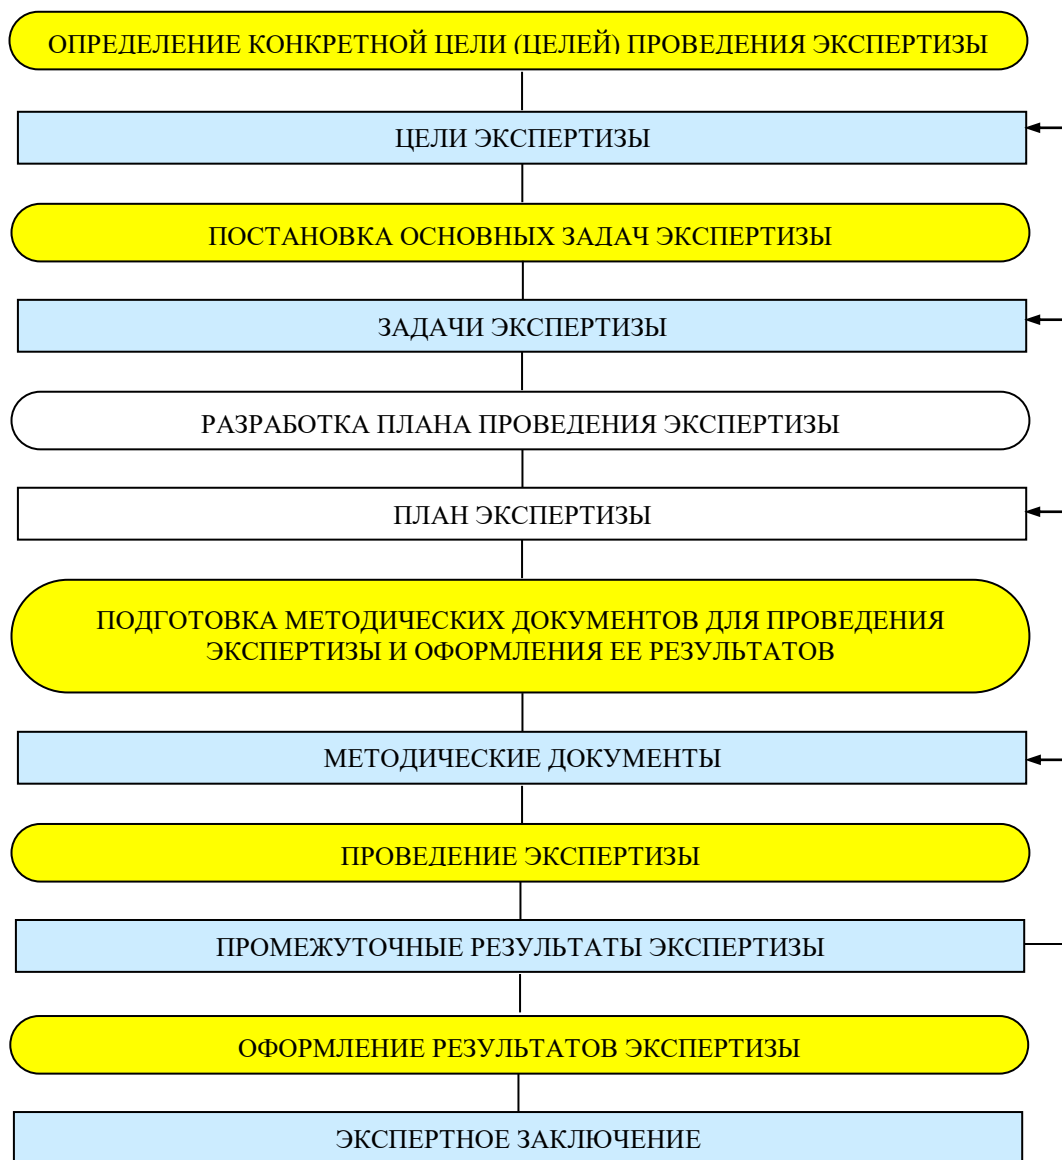 ОПРЕДЕЛЕНИЕ КОНКРЕТНОЙ ЦЕЛИ (ЦЕЛЕЙ) ПРОВЕДЕНИЯ ЭКСПЕРТИЗЫ
ЦЕЛИ ЭКСПЕРТИЗЫ
ПОСТАНОВКА ОСНОВНЫХ ЗАДАЧ ЭКСПЕРТИЗЫ
ЗАДАЧИ ЭКСПЕРТИЗЫ
РАЗРАБОТКА ПЛАНА ПРОВЕДЕНИЯ ЭКСПЕРТИЗЫ
ПЛАН ЭКСПЕРТИЗЫ
ПОДГОТОВКА МЕТОДИЧЕСКИХ ДОКУМЕНТОВ ДЛЯ ПРОВЕДЕНИЯ
ЭКСПЕРТИЗЫ И ОФОРМЛЕНИЯ ЕЕ РЕЗУЛЬТАТОВ
МЕТОДИЧЕСКИЕ ДОКУМЕНТЫ
ПРОВЕДЕНИЕ ЭКСПЕРТИЗЫ
ПРОМЕЖУТОЧНЫЕ РЕЗУЛЬТАТЫ ЭКСПЕРТИЗЫ
ОФОРМЛЕНИЕ РЕЗУЛЬТАТОВ ЭКСПЕРТИЗЫ
ЭКСПЕРТНОЕ ЗАКЛЮЧЕНИЕ